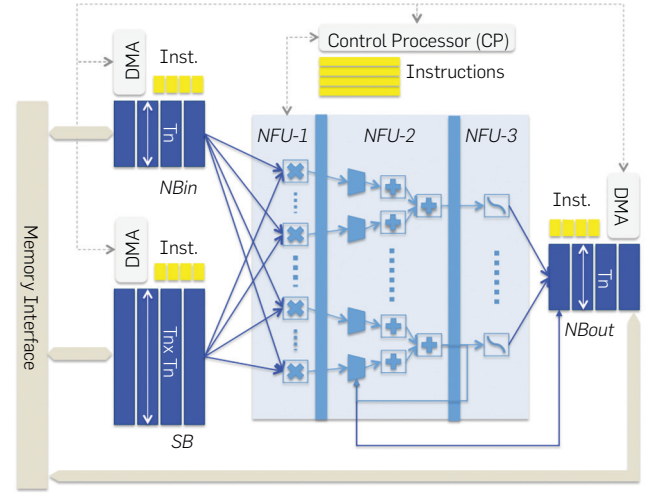 Control Processor (CP)
DMA
Inst.
Instructions
Tn
NBin
NFU-1
NFU-2
NFU-3
Memory Interface
DMA
Inst.
Tnx Tn
SB
Inst.
DMA
Tn
NBout